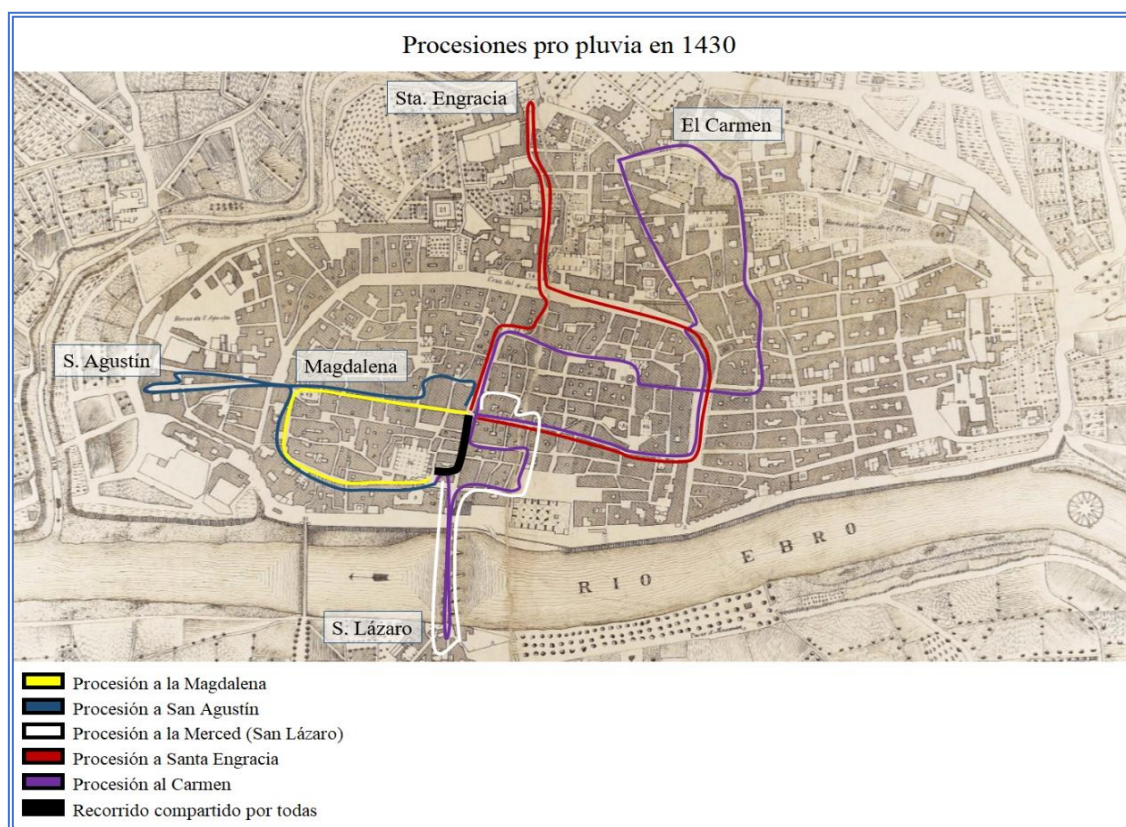 Procesiones pro pluvia en 1430
Sta. Engracia
El Carmen
S. Agustín
Magdalena
RIO EBRO
S. Lázaro
Procesión a la Magdalena
Procesión a San Agustín
Procesión a la Merced (San Lázaro)
Procesión a Santa Engracia
Procesión al Carmen
Recorrido compartido por todas